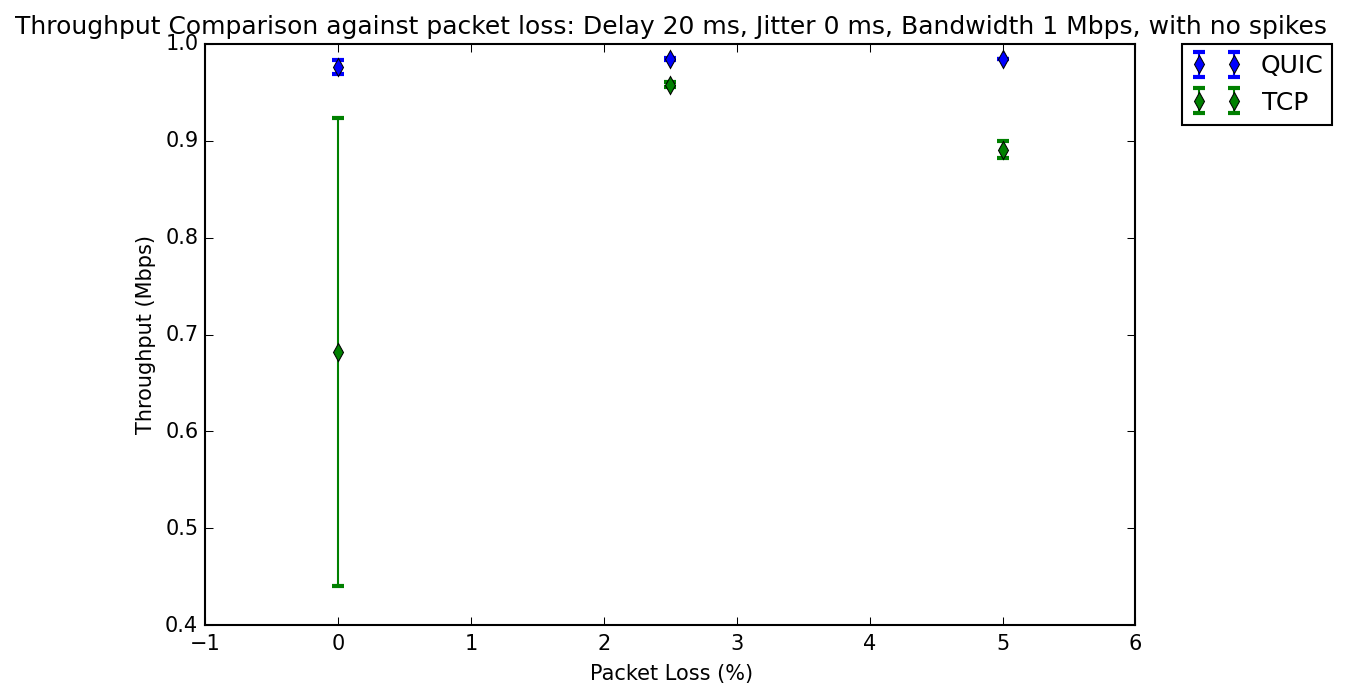 Throughput Comparison against packet loss: Delay 20 ms, Jitter 0 ms, Bandwidth 1 Mbps, with no spikes
QUIC
TCP
1.0
0.9
0.8
0.7
0.6
0.5
0.4
Throughput (Mbps)
−1 0 1 2 3 4 5 6
Packet Loss (%)